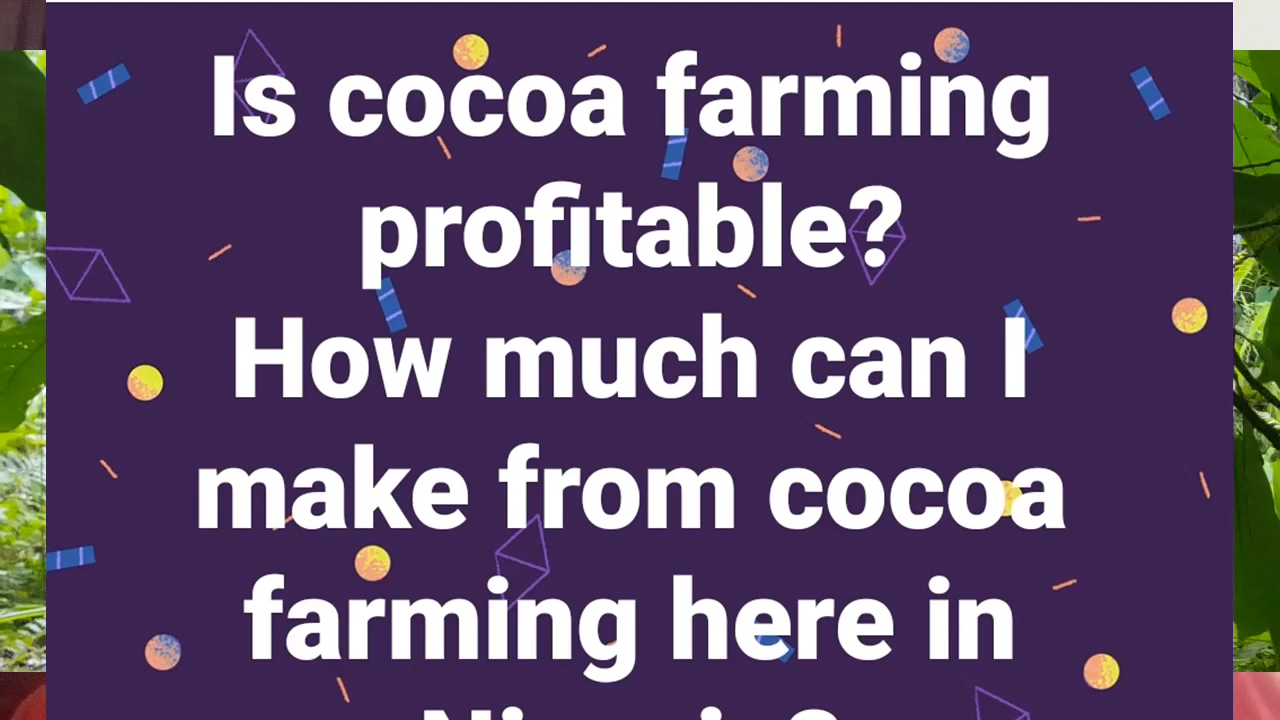 Is cocoa farming
profitable?
How much can I
make from cocoa
farming here in